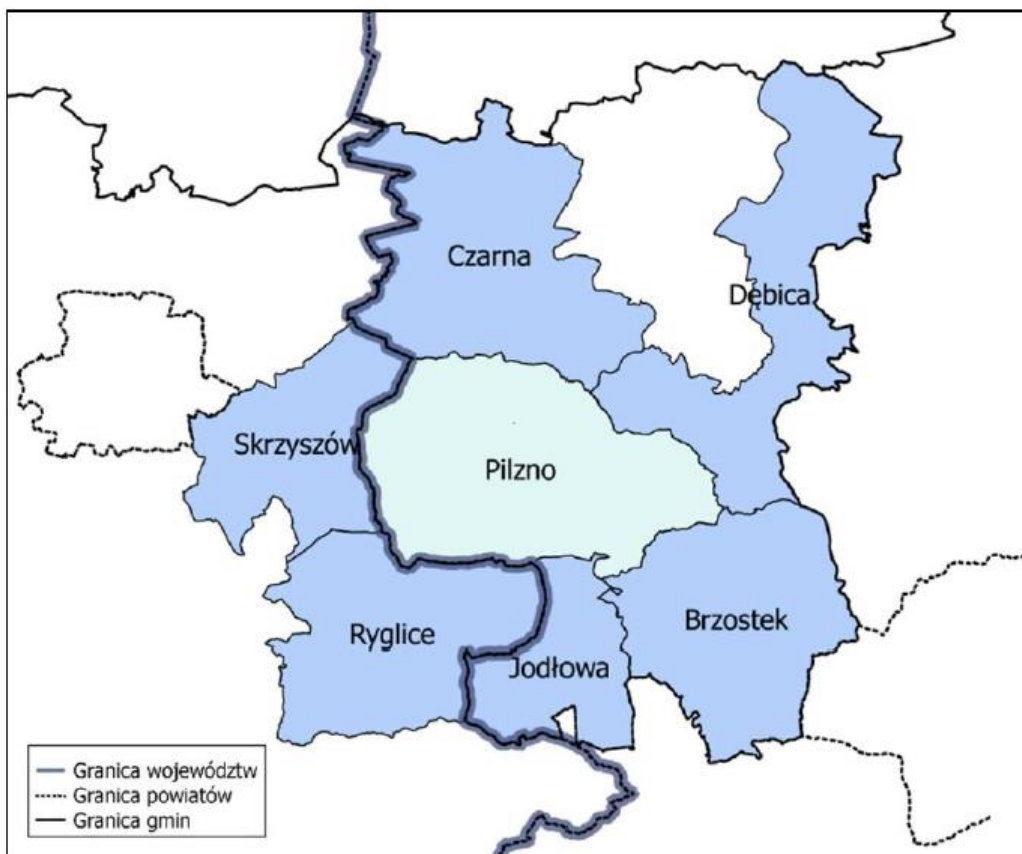 Czarna
Dębica
Skrzyszów
Pilzno
Ryglice
Jodłowa
Brzostek
Granica województw
Granica powiatów
Granica gmin